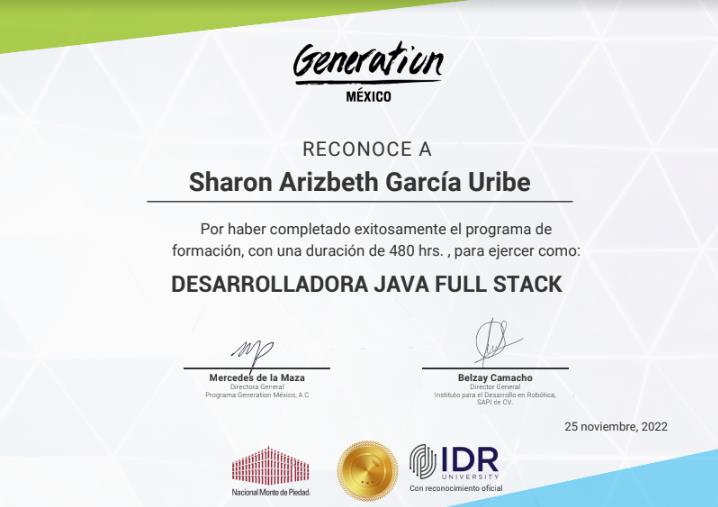 Generation
MÉXICO
RECONOCE A
Sharon Arizbeth García Uribe
Por haber completado exitosamente el programa de
formación, con una duración de 480 hrs. , para ejercer como:
DESARROLLADORA JAVA FULL STACK
Mercedes de la Maza
Directora General
Programa Generation México, A.C
Belzay Camacho
Director General
Instituto para el Desarrollo en Robótica,
SAPI de CV.
25 noviembre, 2022
Nacional Monte de Piedad
IDR
UNIVERSITY
Con reconocimiento oficial